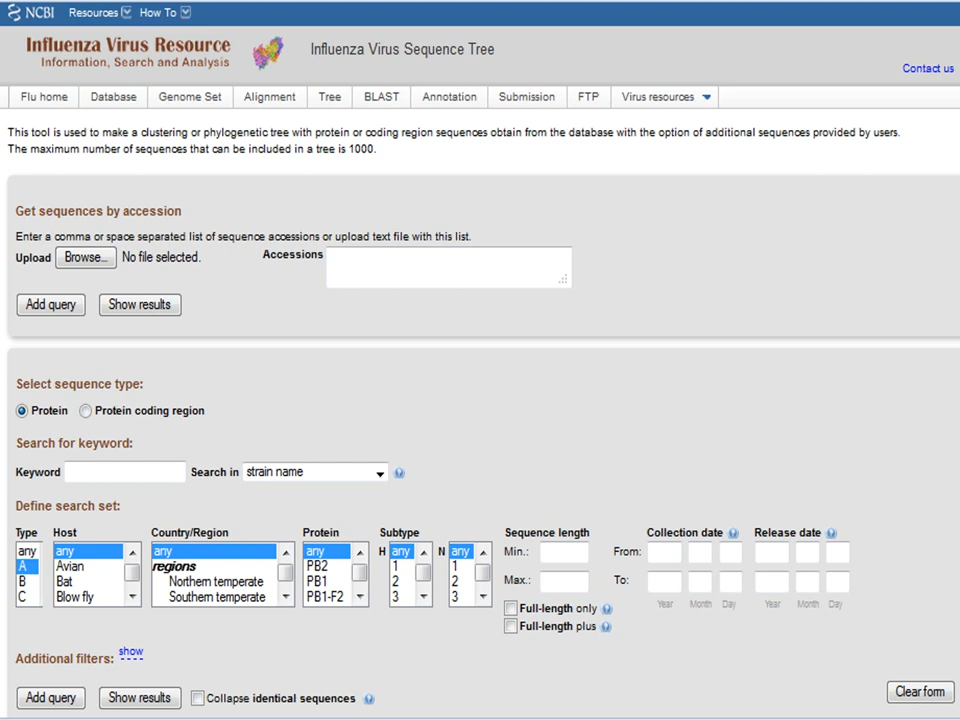 NCBI Resources How To
Influenza Virus Resource
Information, Search and Analysis
Influenza Virus Sequence Tree
Contact us
Flu home Database Genome Set Alignment Tree BLAST Annotation Submission FTP Virus resources
This tool is used to make a clustering or phylogenetic tree with protein or coding region sequences obtain from the database with the option of additional sequences provided by users.
The maximum number of sequences that can be included in a tree is 1000.
Get sequences by accession
Enter a comma or space separated list of sequence accessions or upload text file with this list.
Upload Browse... No file selected. Accessions
Add query Show results
Select sequence type:
Protein Protein coding region
Search for keyword:
Keyword Search in strain name ?
Define search set:
Type Host Country/Region Protein Subtype Sequence length Collection date ? Release date ?
any any any any H any N any Min.: From:
A Avian regions PB2 1 1
B Bat Northern temperate PB1 2 2 Max.: To:
C Blow fly Southern temperate PB1-F2 3 3
Year Month Day Year Month Day
Full-length only ?
Full-length plus ?
Additional filters: show
Add query Show results Collapse identical sequences ? Clear form